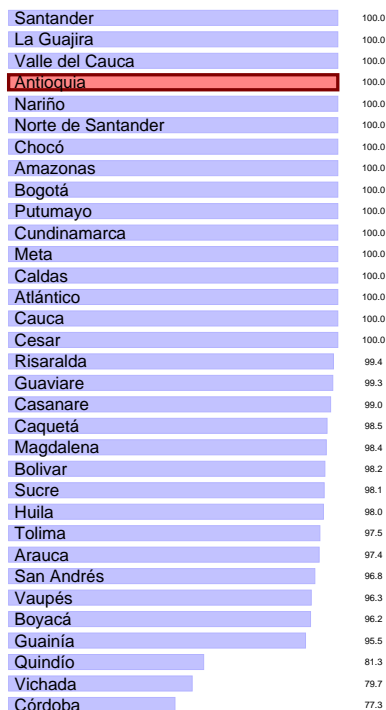 Santander 100.0
La Guajira 100.0
Valle del Cauca 100.0
Antioquia 100.0
Nariño 100.0
Norte de Santander 100.0
Chocó 100.0
Amazonas 100.0
Bogotá 100.0
Putumayo 100.0
Cundinamarca 100.0
Meta 100.0
Caldas 100.0
Atlántico 100.0
Cauca 100.0
Cesar 100.0
Risaralda 99.4
Guaviare 99.3
Casanare 99.0
Caquetá 98.5
Magdalena 98.4
Bolivar 98.2
Sucre 98.1
Huila 98.0
Tolima 97.5
Arauca 97.4
San Andrés 96.8
Vaupés 96.3
Boyacá 96.2
Guainía 95.5
Quindío 81.3
Vichada 79.7
Córdoba 77.3